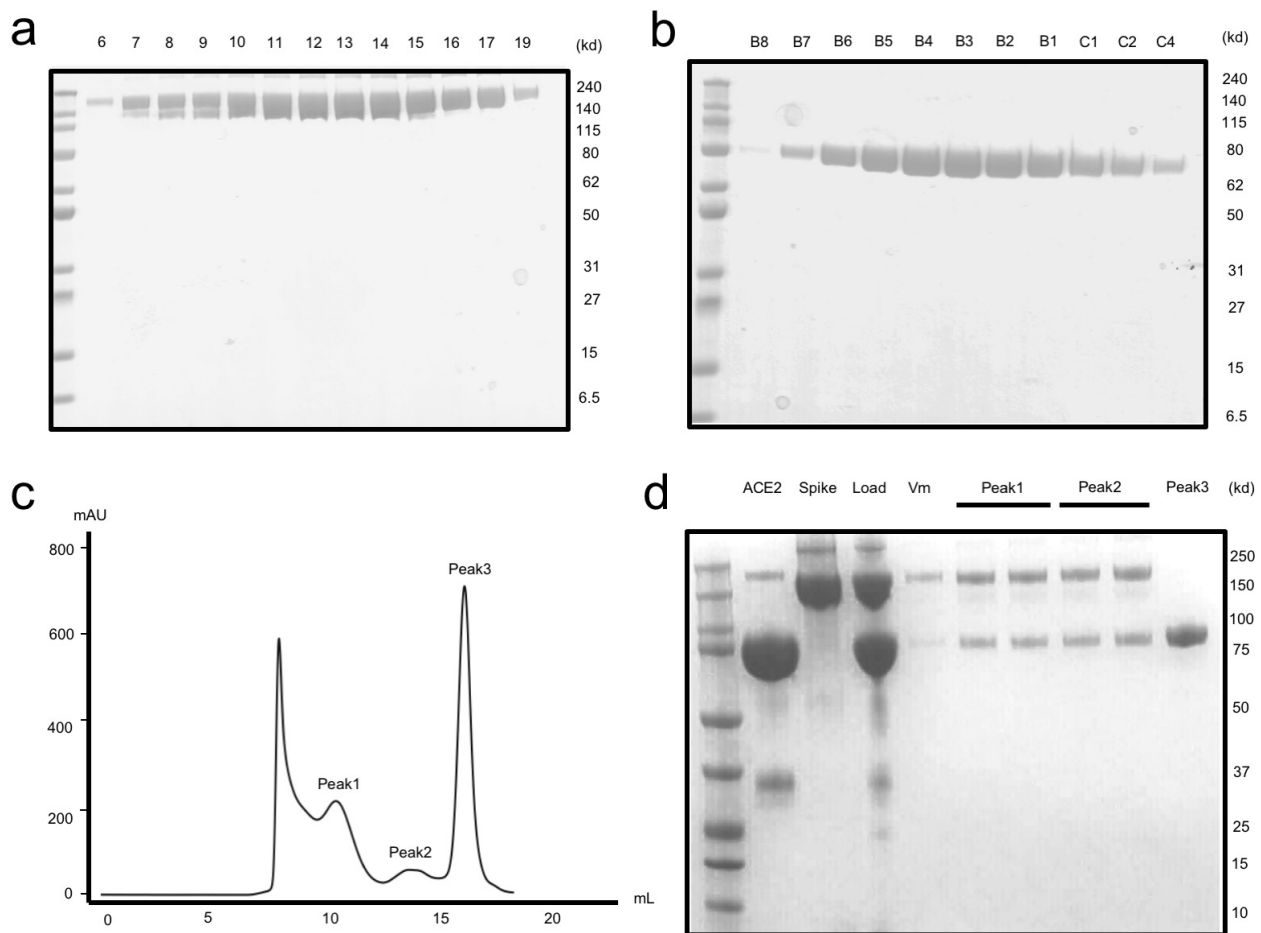 a
6 7 8 9 10 11 12 13 14 15 16 17 19 (kd)
240
140
115
80
62
50
31
27
15
6.5
b
B8 B7 B6 B5 B4 B3 B2 B1 C1 C2 C4 (kd)
240
140
115
80
62
50
31
27
15
6.5
c
mAU
800
600
400
200
0
Peak1
Peak2
Peak3
0 5 10 15 20
mL
d
ACE2 Spike Load Vm Peak1 Peak2 Peak3 (kd)
250
150
100
75
50
37
25
15
10